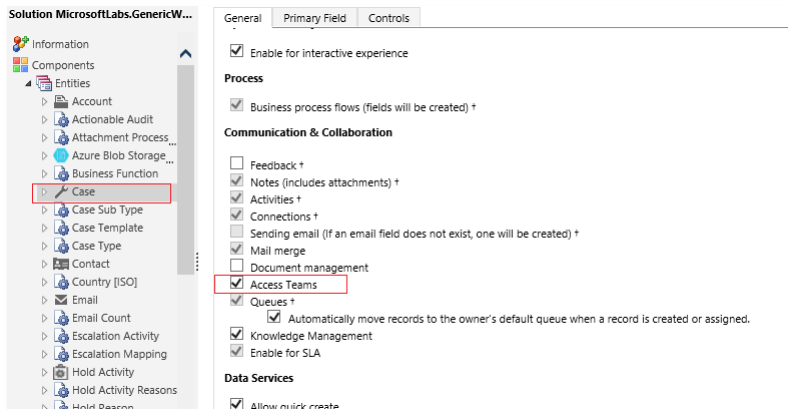 Solution MicrosoftLabs.GenericW...
Information
Components
Entities
Account
Actionable Audit
Attachment Process...
Azure Blob Storage...
Business Function
Case
Case Sub Type
Case Template
Case Type
Contact
Country [ISO]
Email
Email Count
Escalation Activity
Escalation Mapping
Hold Activity
Hold Activity Reasons
Hold Reason
General Primary Field Controls
Enable for interactive experience
Process
Business process flows (fields will be created) †
Communication & Collaboration
Feedback †
Notes (includes attachments) †
Activities †
Connections †
Sending email (If an email field does not exist, one will be created) †
Mail merge
Document management
Access Teams
Queues †
Automatically move records to the owner's default queue when a record is created or assigned.
Knowledge Management
Enable for SLA
Data Services
Allow quick create